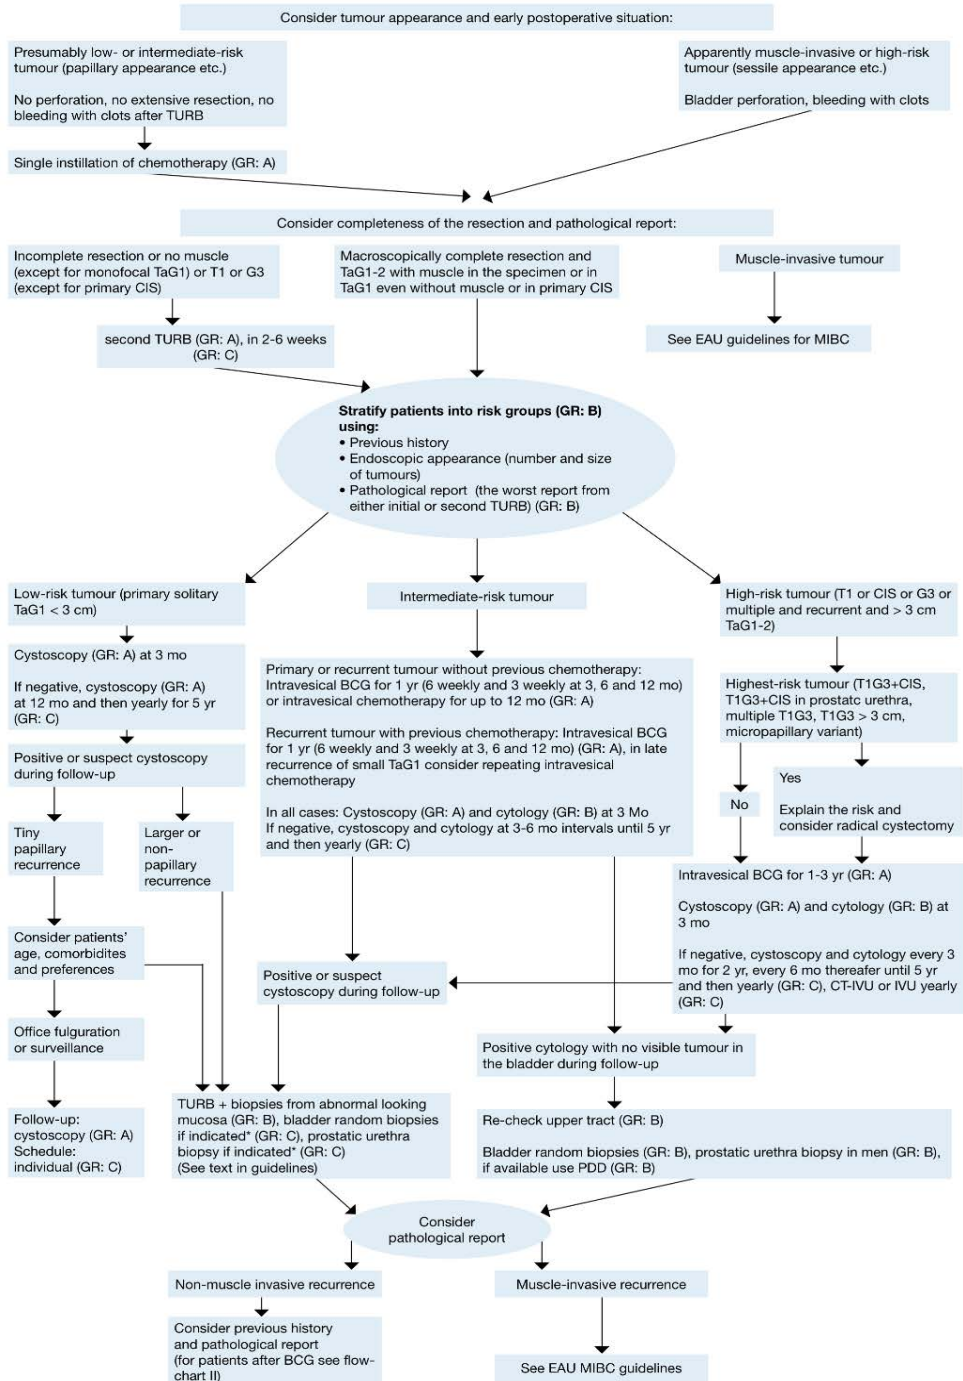 Consider tumour appearance and early postoperative situation:
Presumably low- or intermediate-risk
tumour (papillary appearance etc.)
No perforation, no extensive resection, no
bleeding with clots after TURB
Apparently muscle-invasive or high-risk
tumour (sessile appearance etc.)
Bladder perforation, bleeding with clots
Single instillation of chemotherapy (GR: A)
Consider completeness of the resection and pathological report:
Incomplete resection or no muscle
(except for monofocal TaG1) or T1 or G3
(except for primary CIS)
Macroscopically complete resection and
TaG1-2 with muscle in the specimen or in
TaG1 even without muscle or in primary CIS
Muscle-invasive tumour
second TURB (GR: A), in 2-6 weeks
(GR: C)
See EAU guidelines for MIBC
Stratify patients into risk groups (GR: B)
using:
• Previous history
• Endoscopic appearance (number and size
of tumours)
• Pathological report (the worst report from
either initial or second TURB) (GR: B)
Low-risk tumour (primary solitary
TaG1 < 3 cm)
Intermediate-risk tumour
High-risk tumour (T1 or CIS or G3 or
multiple and recurrent and > 3 cm
TaG1-2)
Cystoscopy (GR: A) at 3 mo
If negative, cystoscopy (GR: A)
at 12 mo and then yearly for 5 yr
(GR: C)
Primary or recurrent tumour without previous chemotherapy:
Intravesical BCG for 1 yr (6 weekly and 3 weekly at 3, 6 and 12 mo)
or intravesical chemotherapy for up to 12 mo (GR: A)
Recurrent tumour with previous chemotherapy: Intravesical BCG
for 1 yr (6 weekly and 3 weekly at 3, 6 and 12 mo) (GR: A), in late
recurrence of small TaG1 consider repeating intravesical
chemotherapy
In all cases: Cystoscopy (GR: A) and cytology (GR: B) at 3 Mo
If negative, cystoscopy and cytology at 3-6 mo intervals until 5 yr
and then yearly (GR: C)
Highest-risk tumour (T1G3+CIS,
T1G3+CIS in prostatc urethra,
multiple T1G3, T1G3 > 3 cm,
micropapillary variant)
Positive or suspect cystoscopy
during follow-up
No
Yes
Explain the risk and
consider radical cystectomy
Tiny
papillary
recurrence
Larger or
non-
papillary
recurrence
Intravesical BCG for 1-3 yr (GR: A)
Cystoscopy (GR: A) and cytology (GR: B) at
3 mo
If negative, cystoscopy and cytology every 3
mo for 2 yr, every 6 mo thereafer until 5 yr
and then yearly (GR: C), CT-IVU or IVU yearly
(GR: C)
Consider patients'
age, comorbidites
and preferences
Positive or suspect
cystoscopy during follow-up
Office fulguration
or surveillance
Positive cytology with no visible tumour in
the bladder during follow-up
Follow-up:
cystoscopy (GR: A)
Schedule:
individual (GR: C)
TURB + biopsies from abnormal looking
mucosa (GR: B), bladder random biopsies
if indicated* (GR: C), prostatic urethra
biopsy if indicated* (GR: C)
(See text in guidelines)
Re-check upper tract (GR: B)
Bladder random biopsies (GR: B), prostatic urethra biopsy in men (GR: B),
if available use PDD (GR: B)
Consider
pathological report
Non-muscle invasive recurrence
Muscle-invasive recurrence
Consider previous history
and pathological report
(for patients after BCG see flow-
chart II)
See EAU MIBC guidelines